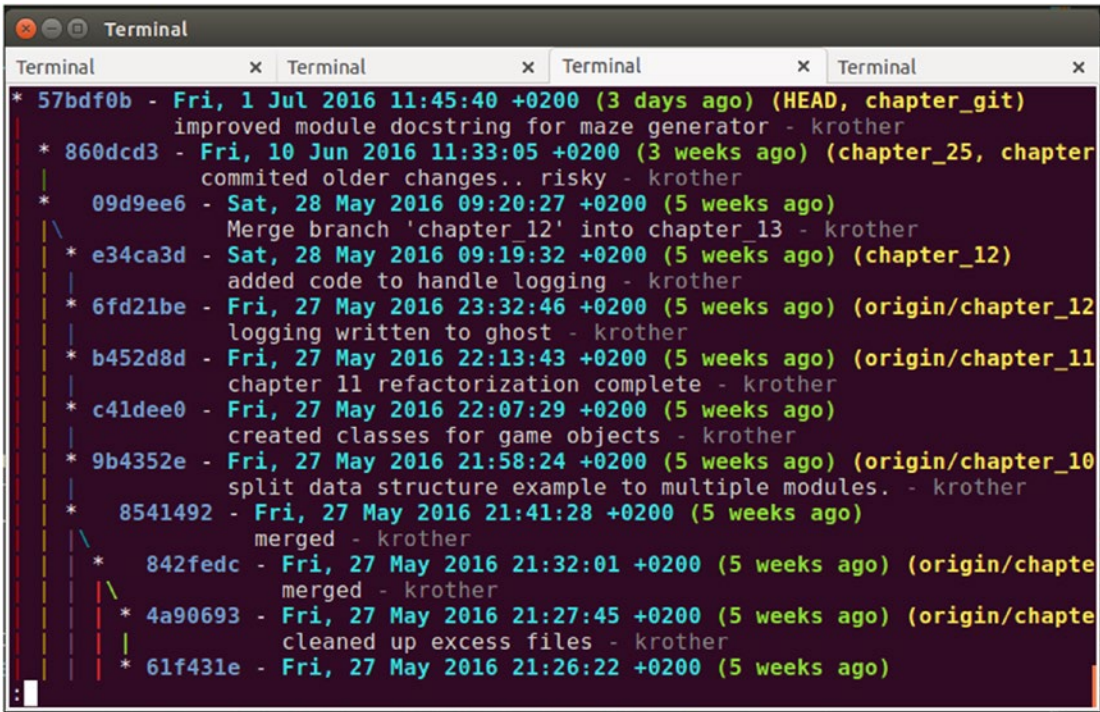 Terminal
Terminal × Terminal × Terminal × Terminal ×
* 57bdf0b - Fri, 1 Jul 2016 11:45:40 +0200 (3 days ago) (HEAD, chapter_git)
improved module docstring for maze generator - krother
* 860dcd3 - Fri, 10 Jun 2016 11:33:05 +0200 (3 weeks ago) (chapter_25, chapter
commited older changes.. risky - krother
* 09d9ee6 - Sat, 28 May 2016 09:20:27 +0200 (5 weeks ago)
Merge branch 'chapter_12' into chapter_13 - krother
* e34ca3d - Sat, 28 May 2016 09:19:32 +0200 (5 weeks ago) (chapter_12)
added code to handle logging - krother
* 6fd21be - Fri, 27 May 2016 23:32:46 +0200 (5 weeks ago) (origin/chapter_12
logging written to ghost - krother
* b452d8d - Fri, 27 May 2016 22:13:43 +0200 (5 weeks ago) (origin/chapter_11
chapter 11 refactorization complete - krother
* c41dee0 - Fri, 27 May 2016 22:07:29 +0200 (5 weeks ago)
created classes for game objects - krother
* 9b4352e - Fri, 27 May 2016 21:58:24 +0200 (5 weeks ago) (origin/chapter_10
split data structure example to multiple modules. - krother
* 8541492 - Fri, 27 May 2016 21:41:28 +0200 (5 weeks ago)
merged - krother
* 842fedc - Fri, 27 May 2016 21:32:01 +0200 (5 weeks ago) (origin/chapte
merged - krother
* 4a90693 - Fri, 27 May 2016 21:27:45 +0200 (5 weeks ago) (origin/chapte
cleaned up excess files - krother
* 61f431e - Fri, 27 May 2016 21:26:22 +0200 (5 weeks ago)
: